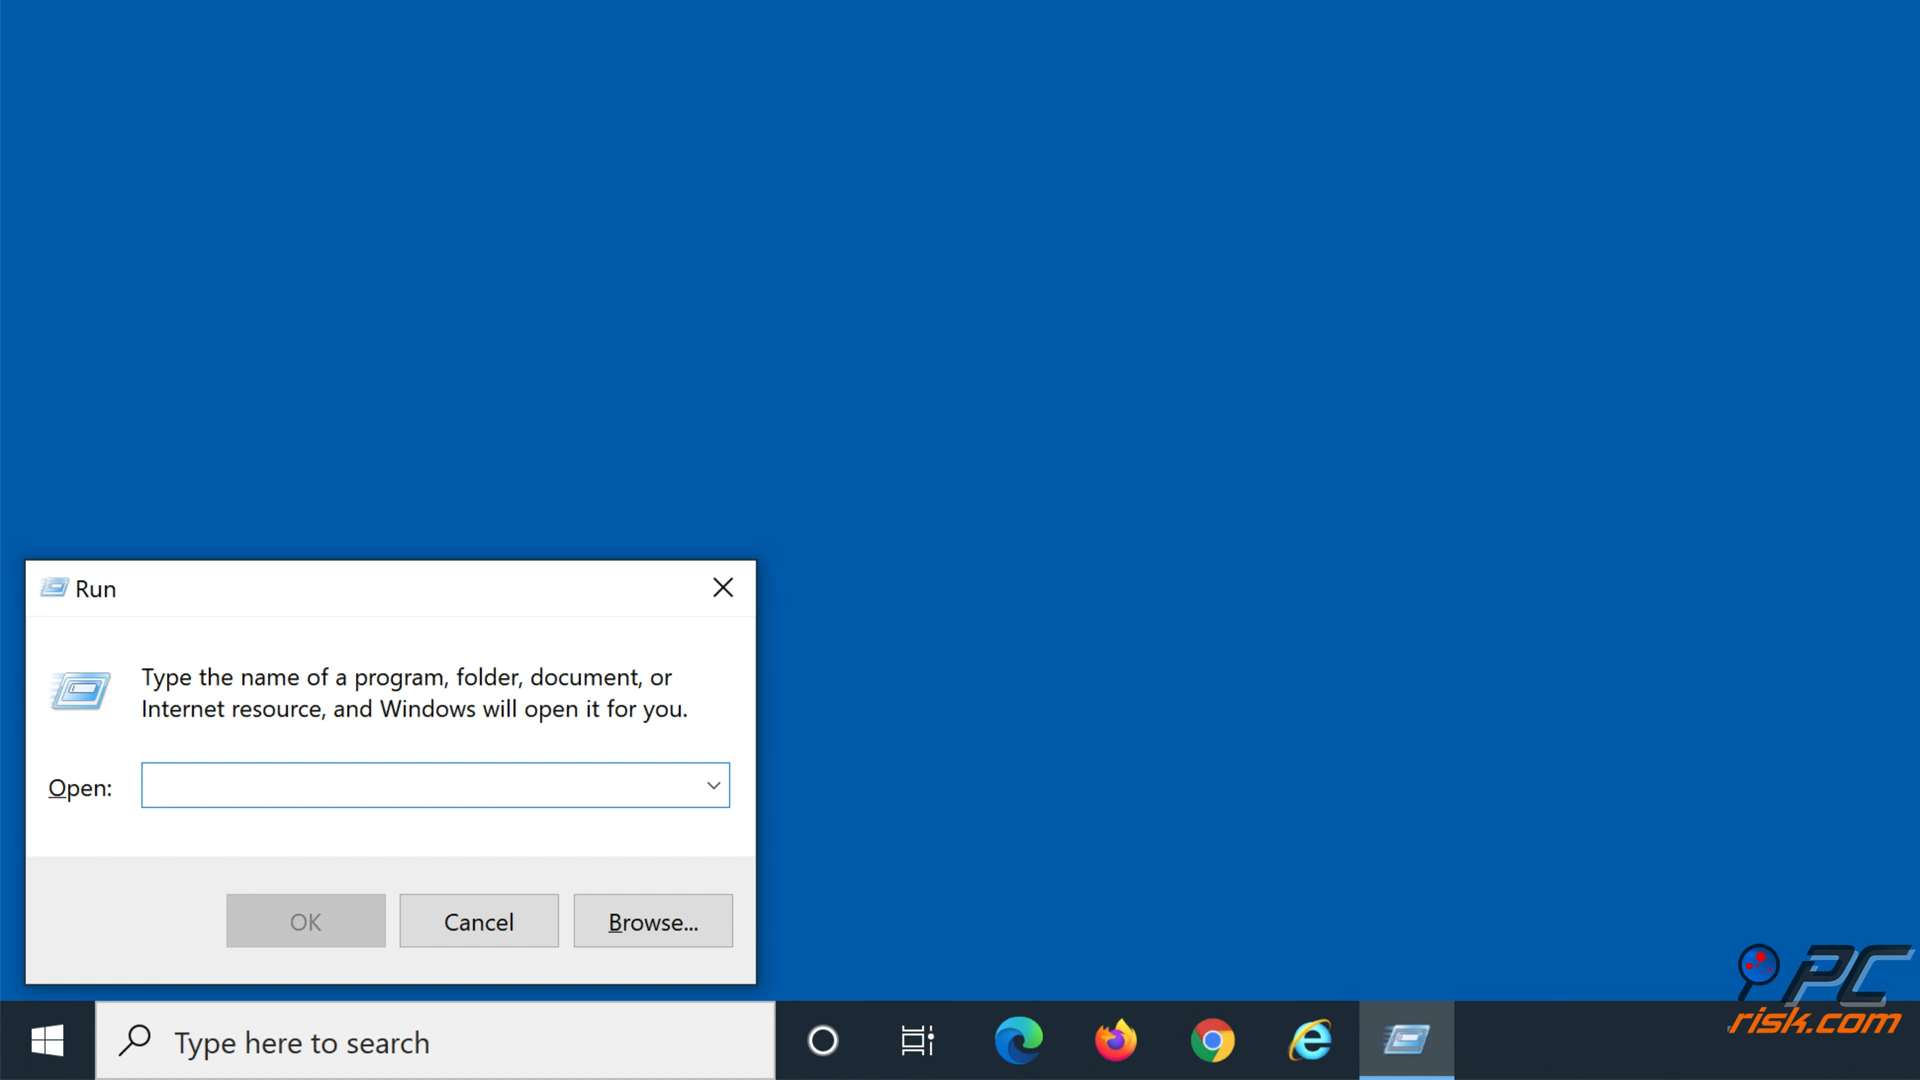 Run
Type the name of a program, folder, document, or
Internet resource, and Windows will open it for you.
Open:
OK
Cancel
Browse...
Type here to search
PC
risk.com